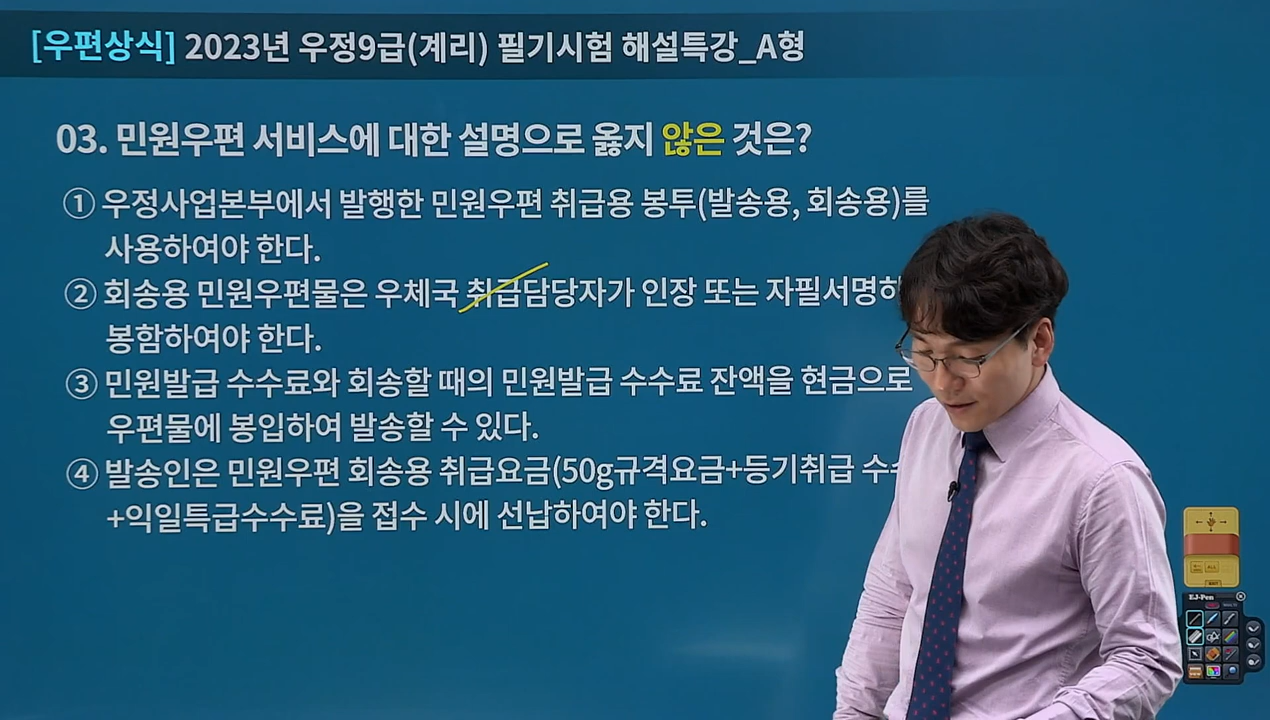 [우편상식] 2023년 우정9급(계리) 필기시험 해설특강_A형
03. 민원우편 서비스에 대한 설명으로 옳지 않은 것은?
① 우정사업본부에서 발행한 민원우편 취급용 봉투(발송용, 회송용)를
사용하여야 한다.
② 회송용 민원우편물은 우체국 취급담당자가 인장 또는 자필서명하
봉함하여야 한다.
③ 민원발급 수수료와 회송할 때의 민원발급 수수료 잔액을 현금으로
우편물에 봉입하여 발송할 수 있다.
④ 발송인은 민원우편 회송용 취급요금(50g규격요금+등기취급 수수
+익일특급수수료)을 접수 시에 선납하여야 한다.
ALL
EXIT
EJ-Pen